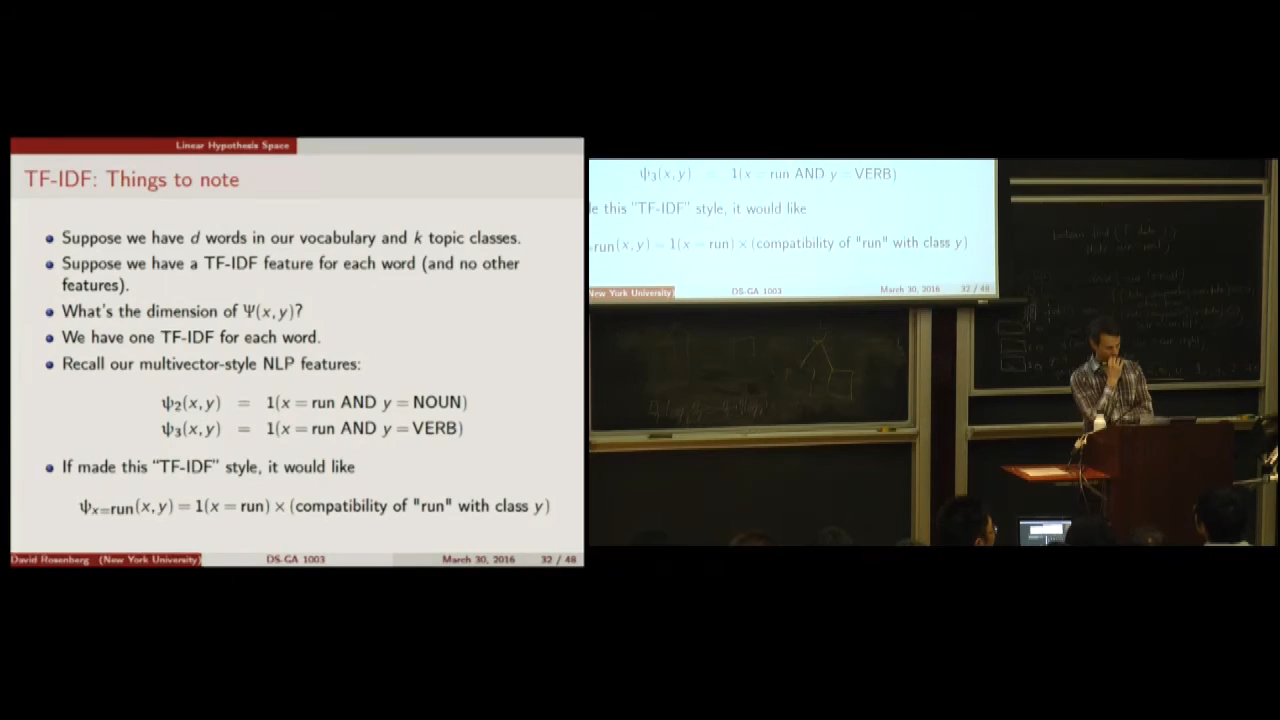 Linear Hypothesis Space
TF-IDF: Things to note
Suppose we have d words in our vocabulary and k topic classes.
Suppose we have a TF-IDF feature for each word (and no other
features).
What's the dimension of Ψ(x, y)?
We have one TF-IDF for each word.
Recall our multivector-style NLP features:
ψ2(x, y) = 1(x = run AND y = NOUN)
ψ3(x, y) = 1(x = run AND y = VERB)
If made this "TF-IDF" style, it would like
ψx=run(x, y) = 1(x = run) × (compatibility of "run" with class y)
David Rosenberg (New York University) DS-GA 1003 March 30, 2016 32 / 48
ψ3(x, y) = 1(x = run AND y = VERB)
le this "TF-IDF" style, it would like
=run(x, y) = 1(x = run) × (compatibility of "run" with class y)
New York University) DS-GA 1003 March 30, 2016 32 / 48